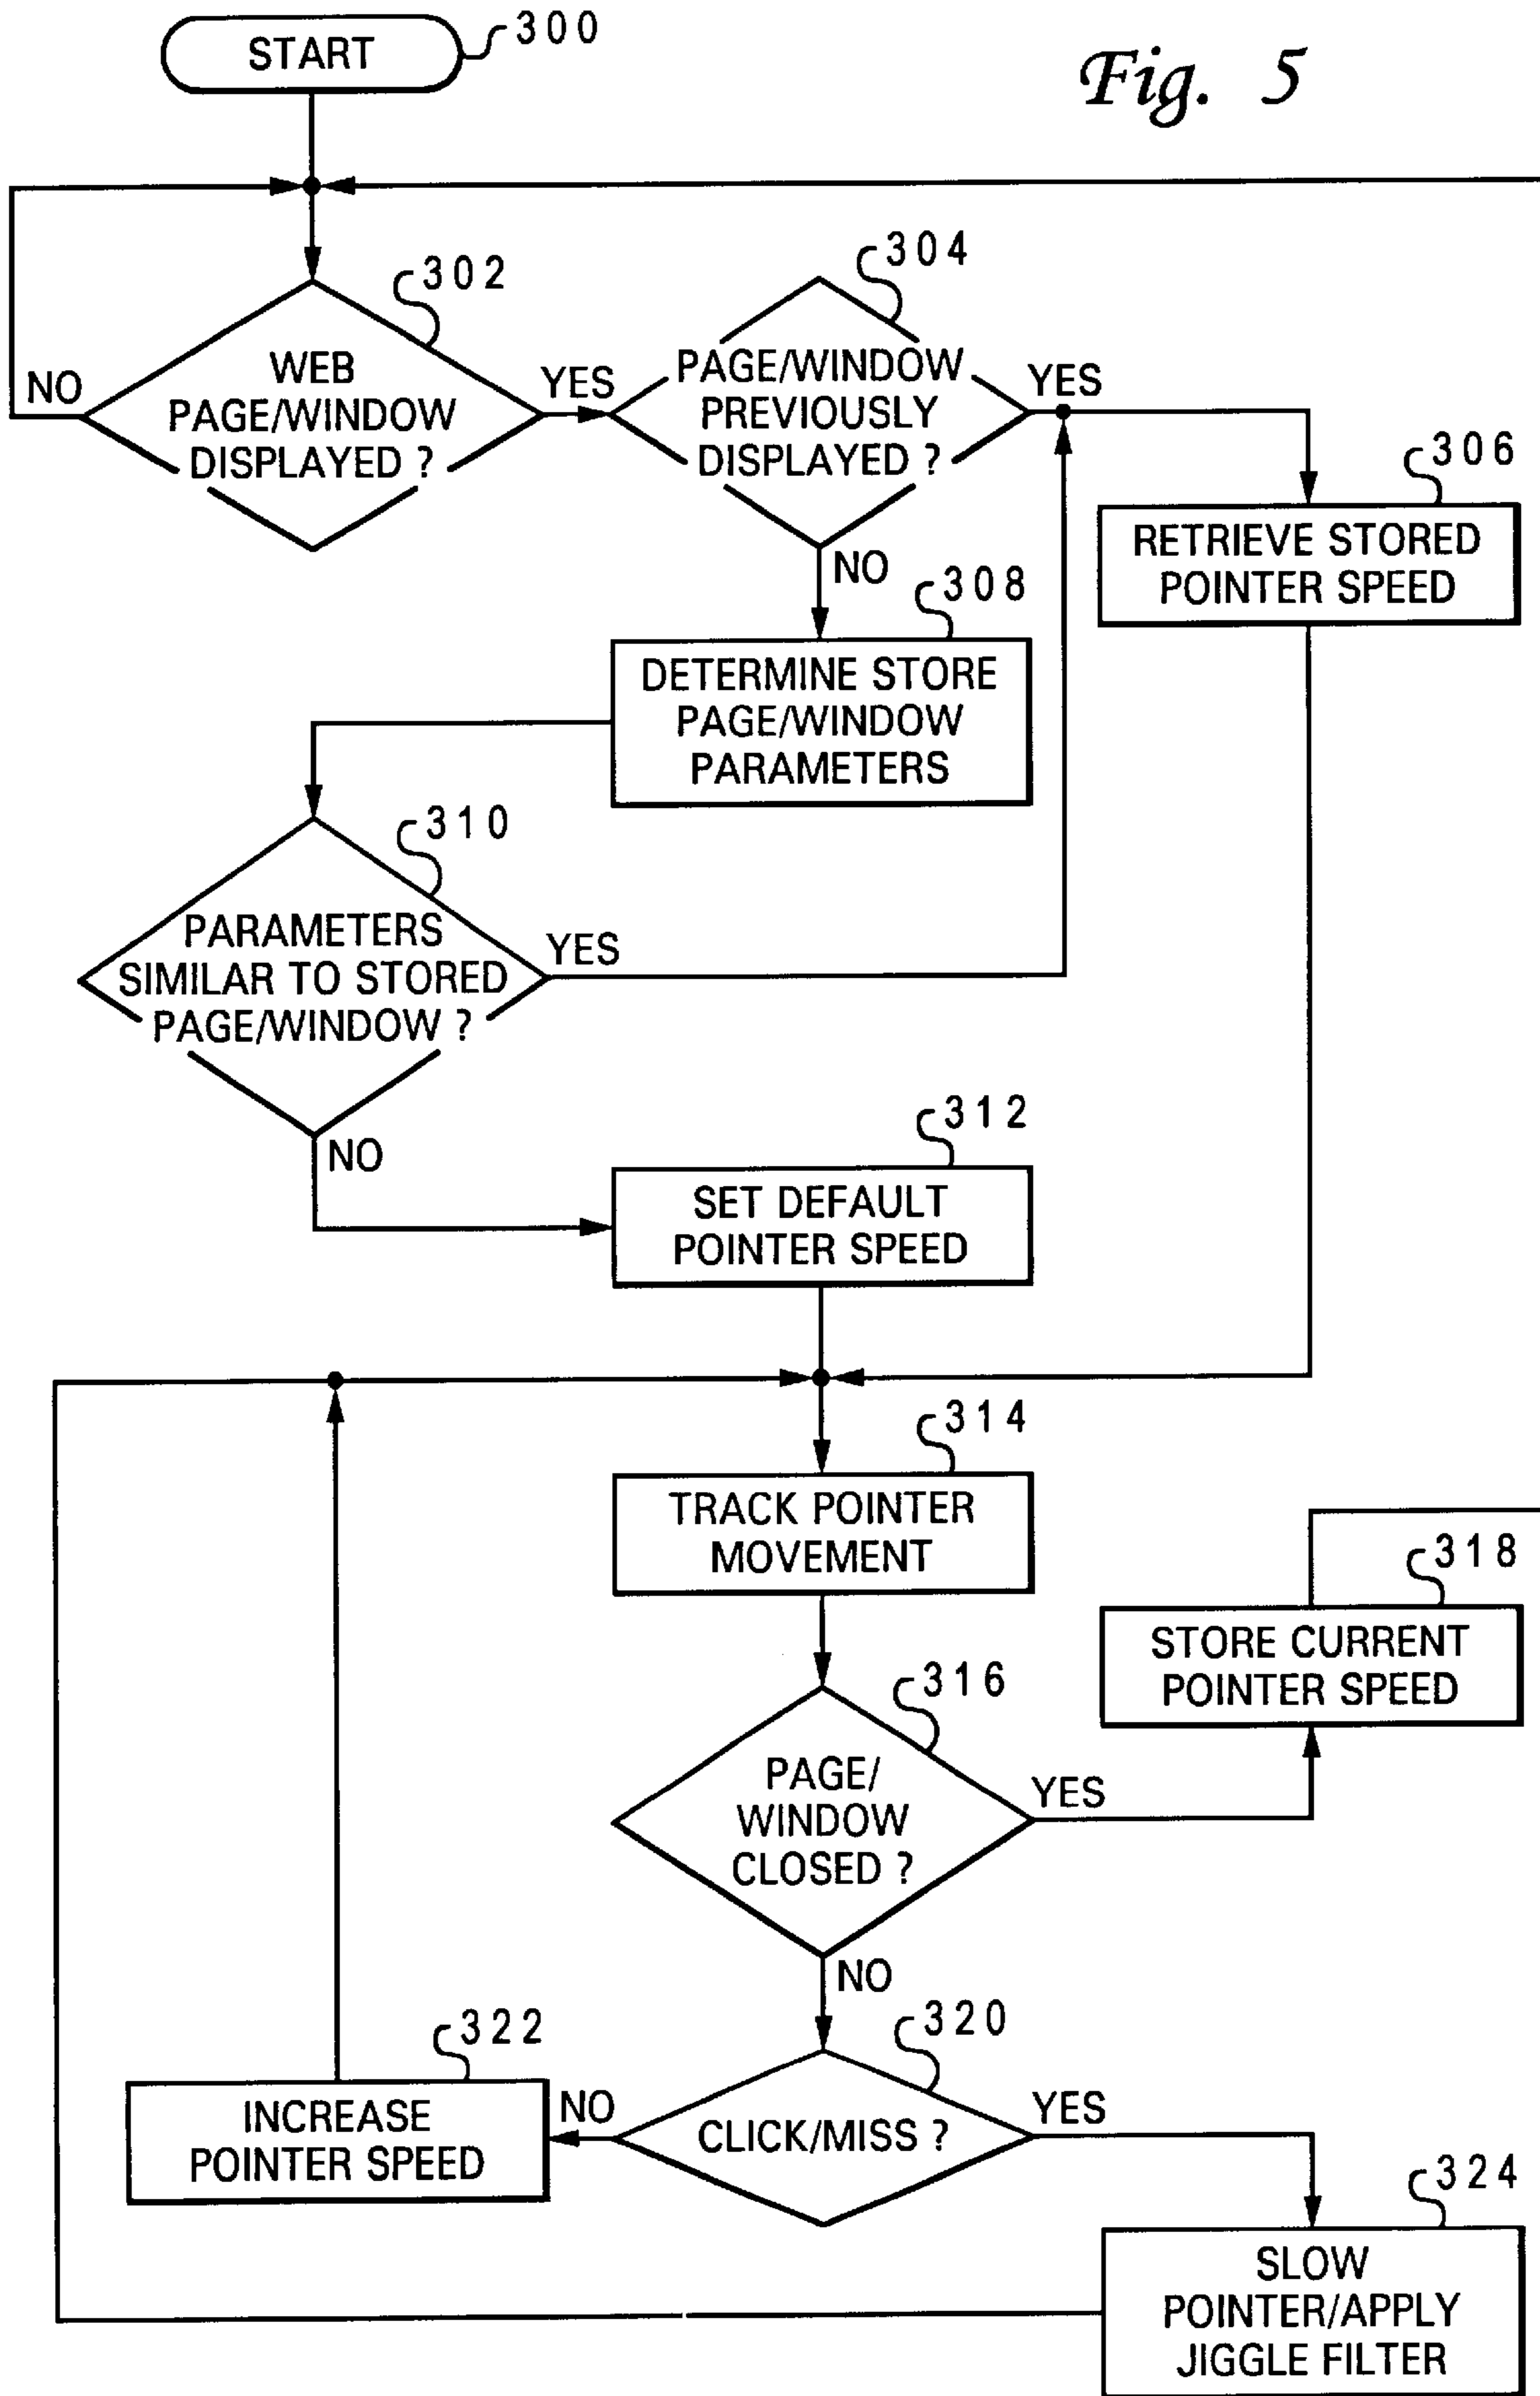 START
300
Fig. 5
302
304
WEB
PAGE/WINDOW
DISPLAYED ?
NO
YES
PAGE/WINDOW
PREVIOUSLY
DISPLAYED ?
YES
NO
306
RETRIEVE STORED
POINTER SPEED
308
DETERMINE STORE
PAGE/WINDOW
PARAMETERS
310
PARAMETERS
SIMILAR TO STORED
PAGE/WINDOW ?
YES
NO
312
SET DEFAULT
POINTER SPEED
314
TRACK POINTER
MOVEMENT
316
PAGE/
WINDOW
CLOSED ?
YES
NO
318
STORE CURRENT
POINTER SPEED
320
CLICK/MISS ?
NO
YES
322
INCREASE
POINTER SPEED
324
SLOW
POINTER/APPLY
JIGGLE FILTER